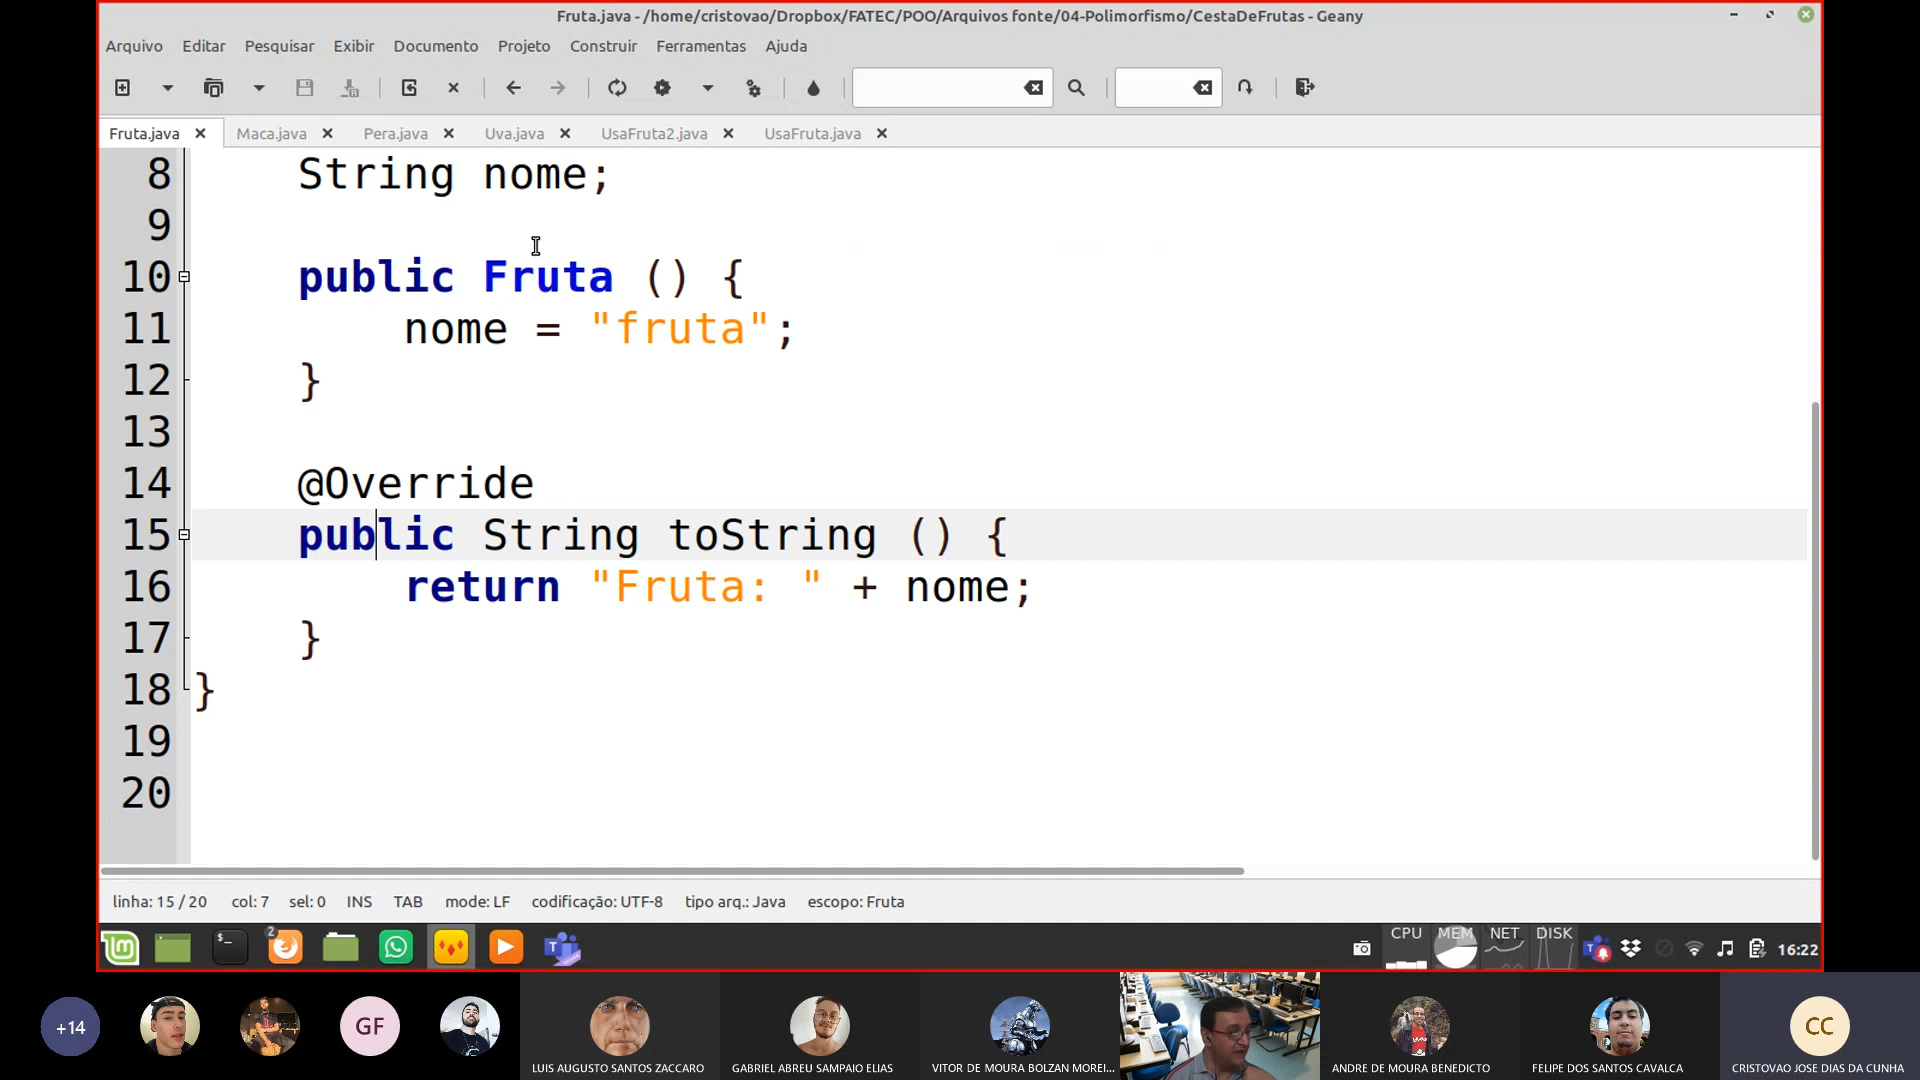 Fruta.java - /home/cristovao/Dropbox/FATEC/POO/Arquivos fonte/04-Polimorfismo/CestaDeFrutas - Geany
Arquivo Editar Pesquisar Exibir Documento Projeto Construir Ferramentas Ajuda
Fruta.java Maca.java Pera.java Uva.java UsaFruta2.java UsaFruta.java
8 String nome;
9
10 public Fruta () {
11 nome = "fruta";
12 }
13
14 @Override
15 public String toString () {
16 return "Fruta: " + nome;
17 }
18 }
19
20
linha: 15 / 20 col: 7 sel: 0 INS TAB mode: LF codificação: UTF-8 tipo arq.: Java escopo: Fruta
2 CPU MEM NET DISK 16:22
+14 GF CC
LUIS AUGUSTO SANTOS ZACCARO GABRIEL ABREU SAMPAIO ELIAS VITOR DE MOURA BOLZAN MOREI... ANDRE DE MOURA BENEDICTO FELIPE DOS SANTOS CAVALCA CRISTOVAO JOSE DIAS DA CUNHA